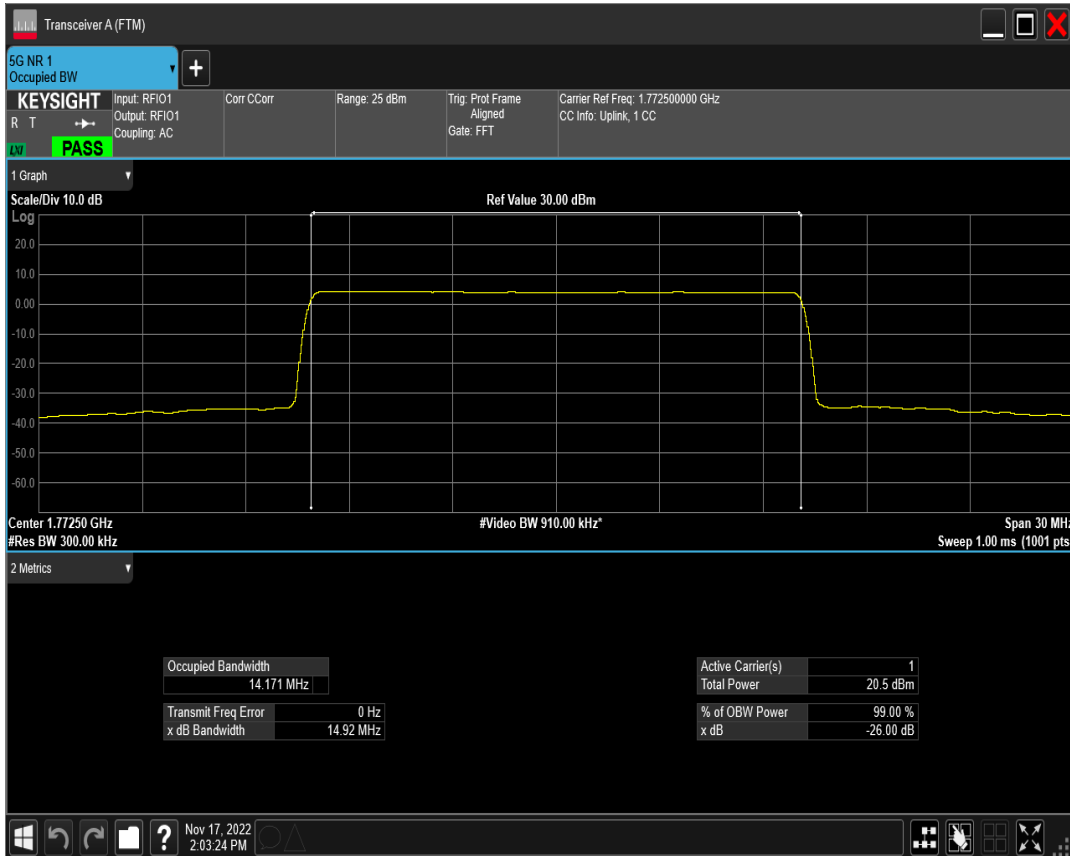 Transceiver A (FTM)
5G NR 1
Occupied BW
+
KEYSIGHT
R T
LXI
PASS
Input: RFIO1
Output: RFIO1
Coupling: AC
Corr CCorr
Range: 25 dBm
Trig: Prot Frame
Aligned
Gate: FFT
Carrier Ref Freq: 1.772500000 GHz
CC Info: Uplink, 1 CC
1 Graph
Scale/Div 10.0 dB
Ref Value 30.00 dBm
Log
20.0
10.0
0.00
-10.0
-20.0
-30.0
-40.0
-50.0
-60.0
Center 1.77250 GHz
#Video BW 910.00 kHz*
Span 30 MHz
#Res BW 300.00 kHz
Sweep 1.00 ms (1001 pts
2 Metrics
Occupied Bandwidth
14.171 MHz
Transmit Freq Error 0 Hz
x dB Bandwidth 14.92 MHz
Active Carrier(s) 1
Total Power 20.5 dBm
% of OBW Power 99.00 %
x dB -26.00 dB
?
Nov 17, 2022
2:03:24 PM